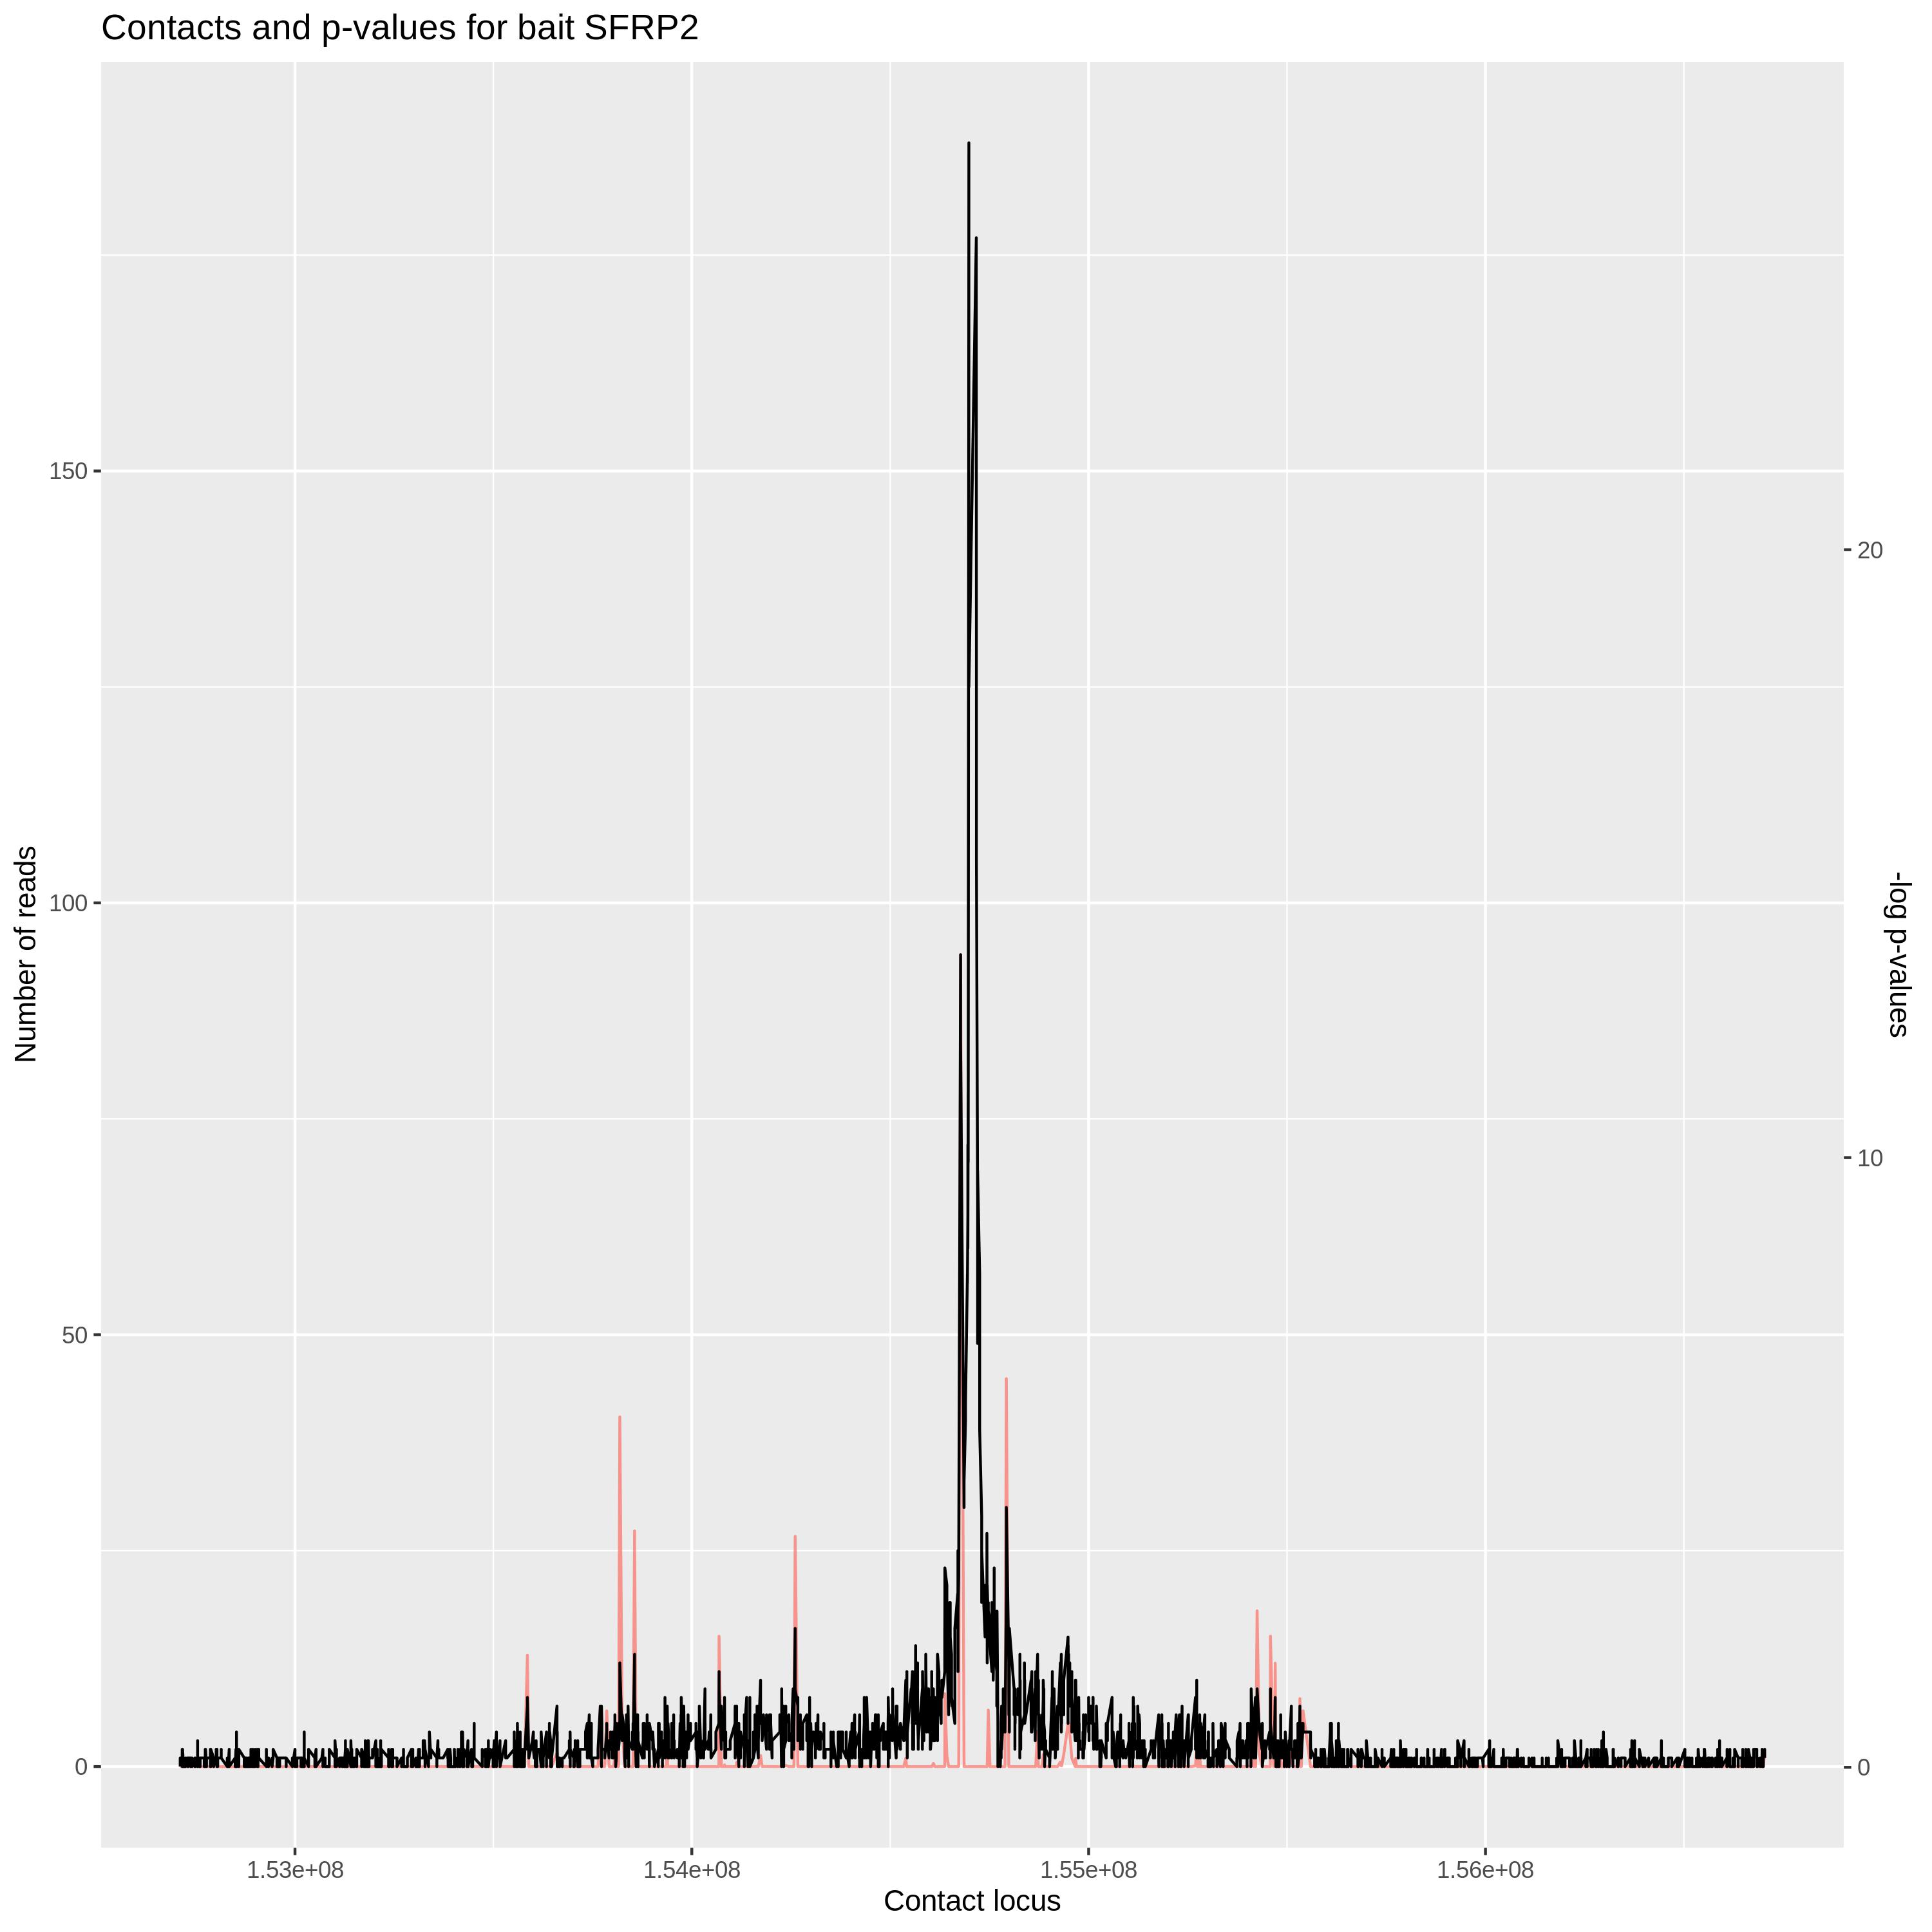 Contacts and p-values for bait SFRP2
150
100
50
0
20
10
0
Number of reads
-log p-values
1.53e+08
1.54e+08
1.55e+08
1.56e+08
Contact locus